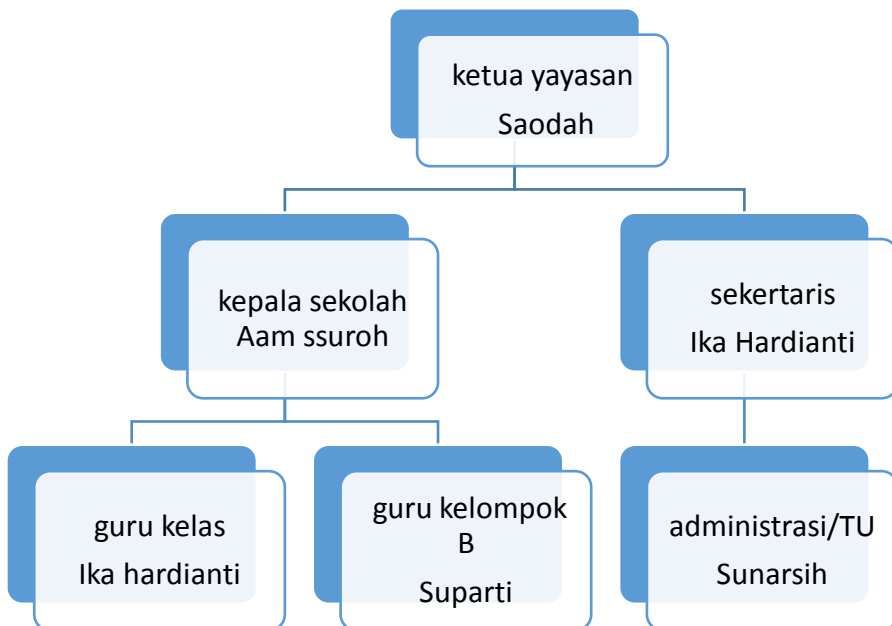 ketua yayasan
Saodah
kepala sekolah
Aam ssuroh
sekertaris
Ika Hardianti
guru kelas
Ika hardianti
guru kelompok
B
Suparti
administrasi/TU
Sunarsih